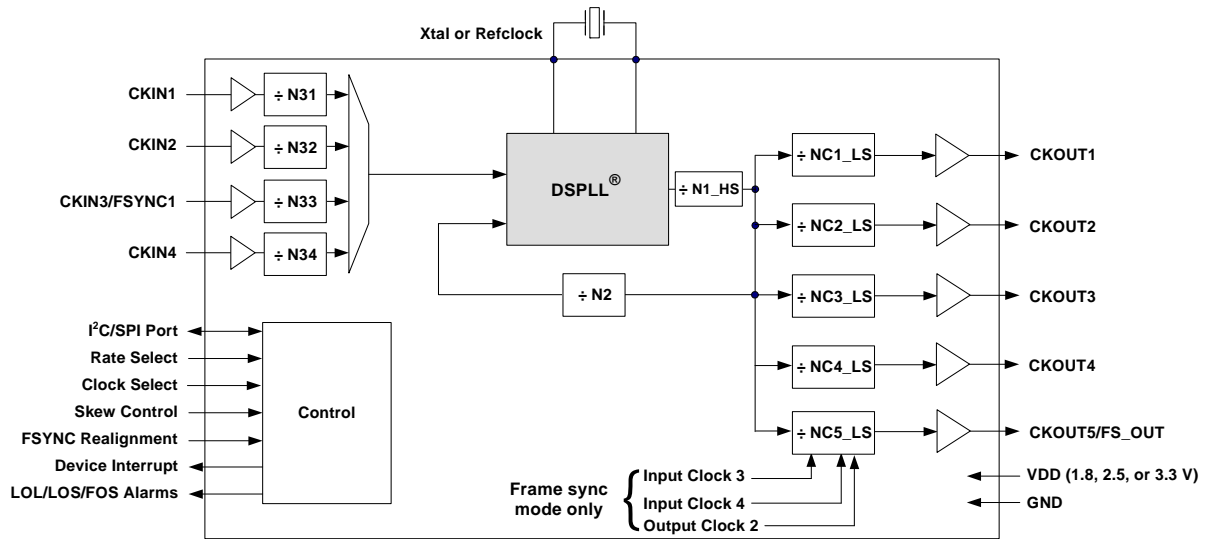 Xtal or Refclock
CKIN1
÷ N31
CKIN2
÷ N32
CKIN3/FSYNC1
÷ N33
CKIN4
÷ N34
DSPLL®
÷ N1_HS
÷ N2
÷ NC1_LS
CKOUT1
÷ NC2_LS
CKOUT2
÷ NC3_LS
CKOUT3
÷ NC4_LS
CKOUT4
÷ NC5_LS
CKOUT5/FS_OUT
I²C/SPI Port
Rate Select
Clock Select
Skew Control
FSYNC Realignment
Device Interrupt
LOL/LOS/FOS Alarms
Control
Frame sync
mode only
{
Input Clock 3
Input Clock 4
Output Clock 2
VDD (1.8, 2.5, or 3.3 V)
GND